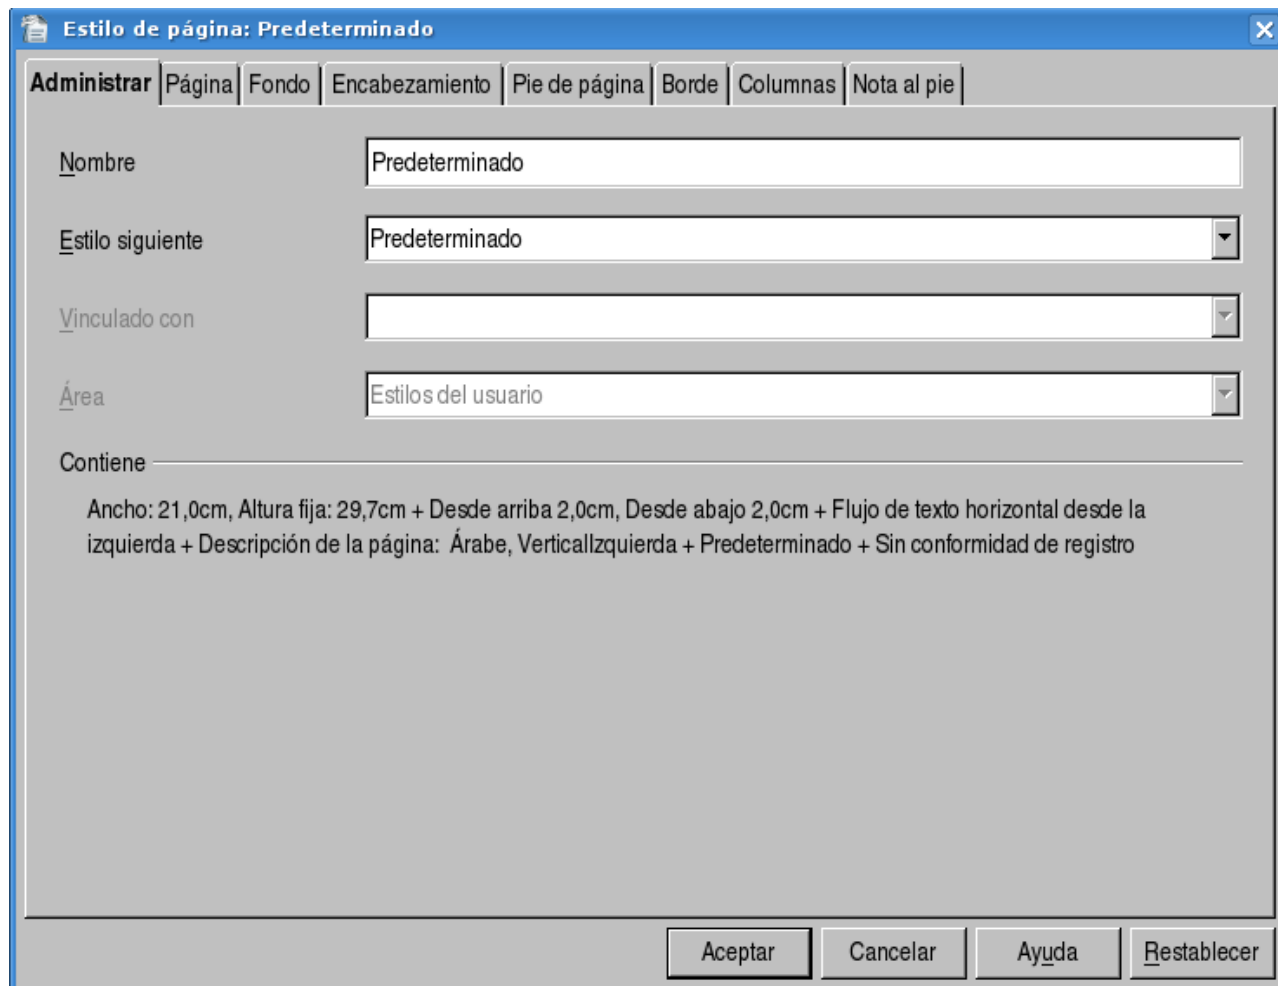 Estilo de página: Predeterminado
Administrar Página Fondo Encabezamiento Pie de página Borde Columnas Nota al pie
Nombre Predeterminado
Estilo siguiente Predeterminado
Vinculado con
Área Estilos del usuario
Contiene
Ancho: 21,0cm, Altura fija: 29,7cm + Desde arriba 2,0cm, Desde abajo 2,0cm + Flujo de texto horizontal desde la
izquierda + Descripción de la página: Árabe, VerticalIzquierda + Predeterminado + Sin conformidad de registro
Aceptar Cancelar Ayuda Restablecer